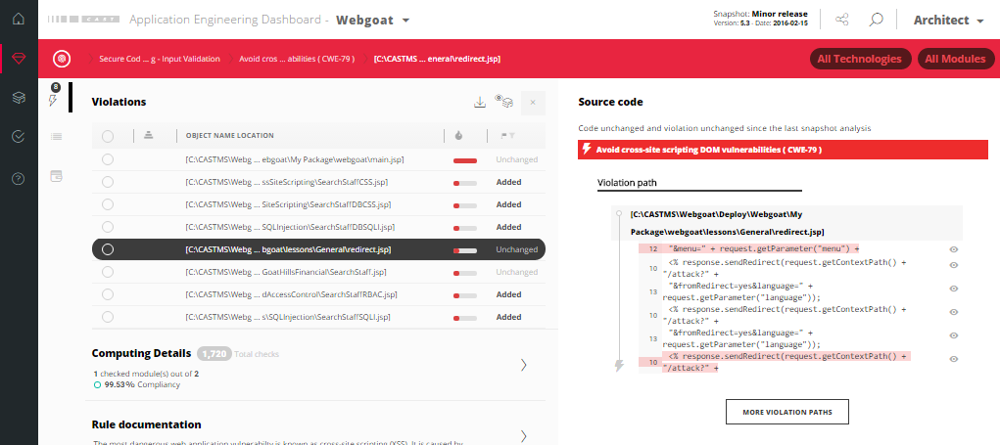 CAST Application Engineering Dashboard - Webgoat
Snapshot: Minor release
Version: 5.3 - Date: 2016-02-15
Architect
Secure Cod ... g - Input Validation
Avoid cros ... abilities ( CWE-79 )
[C:\CASTMS ... eneral\redirect.jsp]
All Technologies
All Modules
8
Violations
0
×
OBJECT NAME LOCATION
[C:\CASTMS\Webg ... ebgoat\My Package\webgoat\main.jsp]
Unchanged
[C:\CASTMS\Webg ... ssSiteScripting\SearchStaffCSS.jsp]
Added
[C:\CASTMS\Webg ... SiteScripting\SearchStaffDBCSS.jsp]
Added
[C:\CASTMS\Webg ... SQLInjection\SearchStaffDBSQLI.jsp]
Added
[C:\CASTMS\Webg ... bgoat\lessons\General\redirect.jsp]
Unchanged
[C:\CASTMS\Webg ... GoatHillsFinancial\SearchStaff.jsp]
Unchanged
[C:\CASTMS\Webg ... dAccessControl\SearchStaffRBAC.jsp]
Added
[C:\CASTMS\Webg ... s\SQLInjection\SearchStaffSQLI.jsp]
Added
Computing Details 1,720 Total checks
1 checked module(s) out of 2
99.53% Compliancy
Rule documentation
The most dangerous web application vulnerability is known as cross-site scripting (XSS). It is caused by
Source code
Code unchanged and violation unchanged since the last snapshot analysis
Avoid cross-site scripting DOM vulnerabilities ( CWE-79 )
Violation path
[C:\CASTMS\Webgoat\Deploy\Webgoat\My
Package\webgoat\lessons\General\redirect.jsp]
12 "&menu=" + request.getParameter("menu") +
10 <% response.sendRedirect(request.getContextPath() +
"/attack?" +
13 "&fromRedirect=yes&language=" +
request.getParameter("language"));
10 <% response.sendRedirect(request.getContextPath() +
"/attack?" +
13 "&fromRedirect=yes&language=" +
request.getParameter("language"));
10 <% response.sendRedirect(request.getContextPath() +
"/attack?" +
MORE VIOLATION PATHS